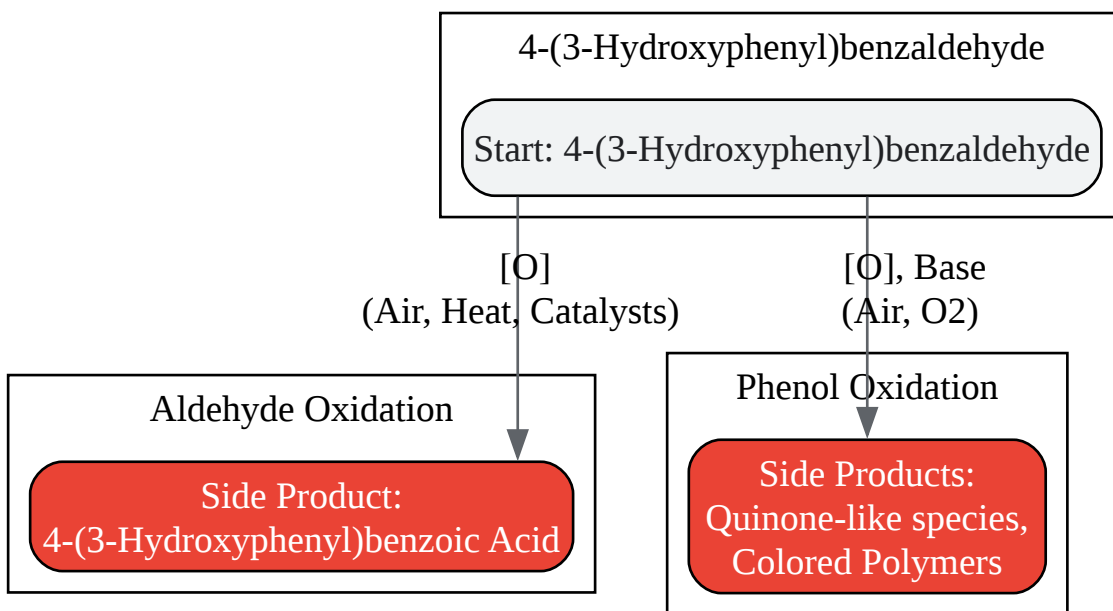 4-(3-Hydroxyphenyl)benzaldehyde
Start: 4-(3-Hydroxyphenyl)benzaldehyde
[O]
(Air, Heat, Catalysts)
[O], Base
(Air, O2)
Aldehyde Oxidation
Side Product:
4-(3-Hydroxyphenyl)benzoic Acid
Phenol Oxidation
Side Products:
Quinone-like species,
Colored Polymers